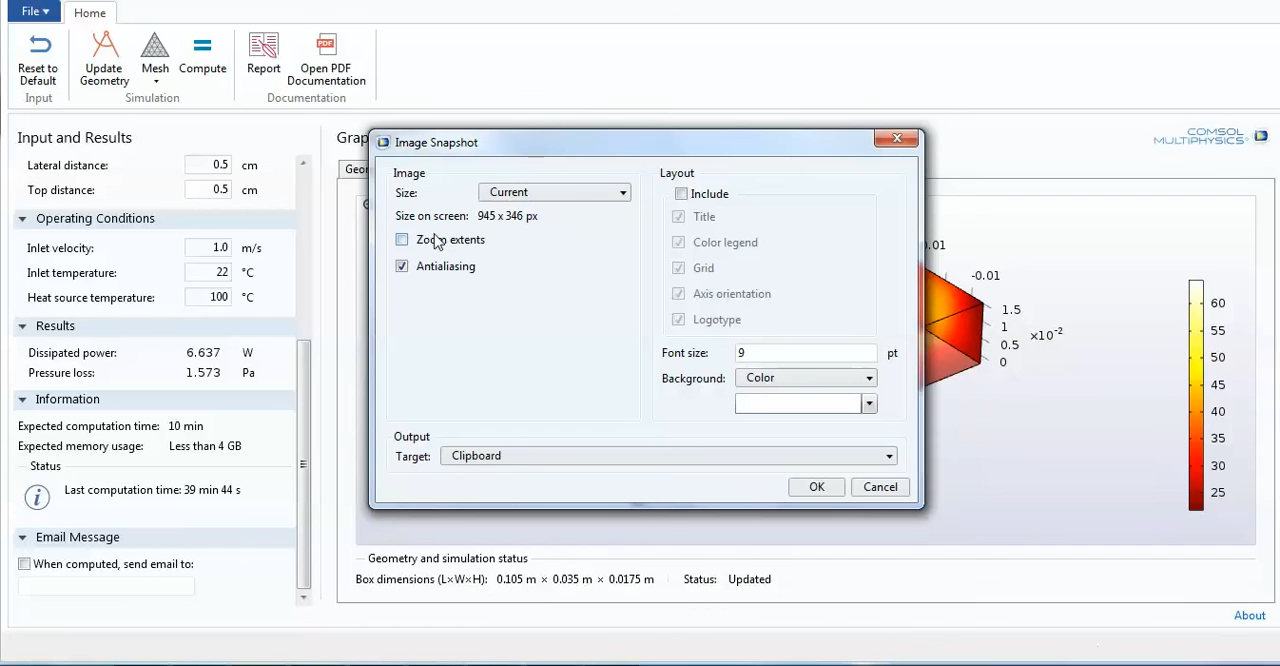 File
Home
Reset to Default
Update Geometry
Mesh
Compute
Report
Open PDF Documentation
Input
Simulation
Documentation
Input and Results
Lateral distance: 0.5 cm
Top distance: 0.5 cm
Operating Conditions
Inlet velocity: 1.0 m/s
Inlet temperature: 22 °C
Heat source temperature: 100 °C
Results
Dissipated power: 6.637 W
Pressure loss: 1.573 Pa
Information
Expected computation time: 10 min
Expected memory usage: Less than 4 GB
Status
Last computation time: 39 min 44 s
Email Message
When computed, send email to:
COMSOL
MULTIPHYSICS®
Image Snapshot
Image
Size: Current
Size on screen: 945 x 346 px
Zoom extents
Antialiasing
Layout
Include
Title
Color legend
Grid
Axis orientation
Logotype
Font size: 9 pt
Background: Color
Output
Target: Clipboard
OK
Cancel
-0.01
1.5
1
0.5
0
×10⁻²
60
55
50
45
40
35
30
25
Geometry and simulation status
Box dimensions (L×W×H): 0.105 m × 0.035 m × 0.0175 m
Status: Updated
About